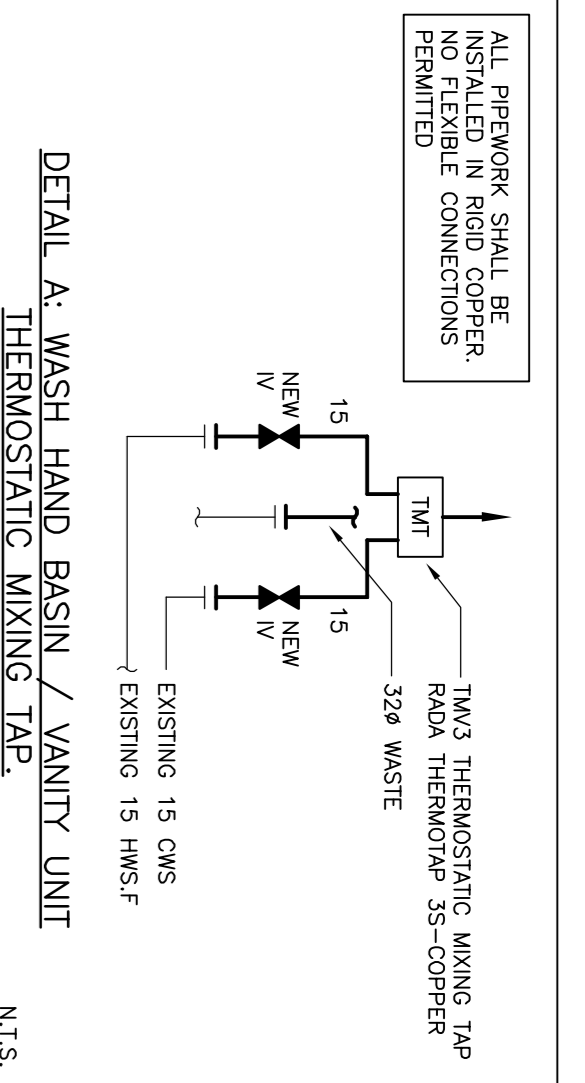 ALL PIPEWORK SHALL BE
INSTALLED IN RIGID COPPER.
NO FLEXIBLE CONNECTIONS
PERMITTED
TMT
TMV3 THERMOSTATIC MIXING TAP
RADA THERMOTAP 3S-COPPER
15
15
32ø WASTE
NEW
IV
NEW
IV
EXISTING 15 CWS
EXISTING 15 HWS.F
DETAIL A: WASH HAND BASIN / VANITY UNIT
THERMOSTATIC MIXING TAP.
N.T.S.